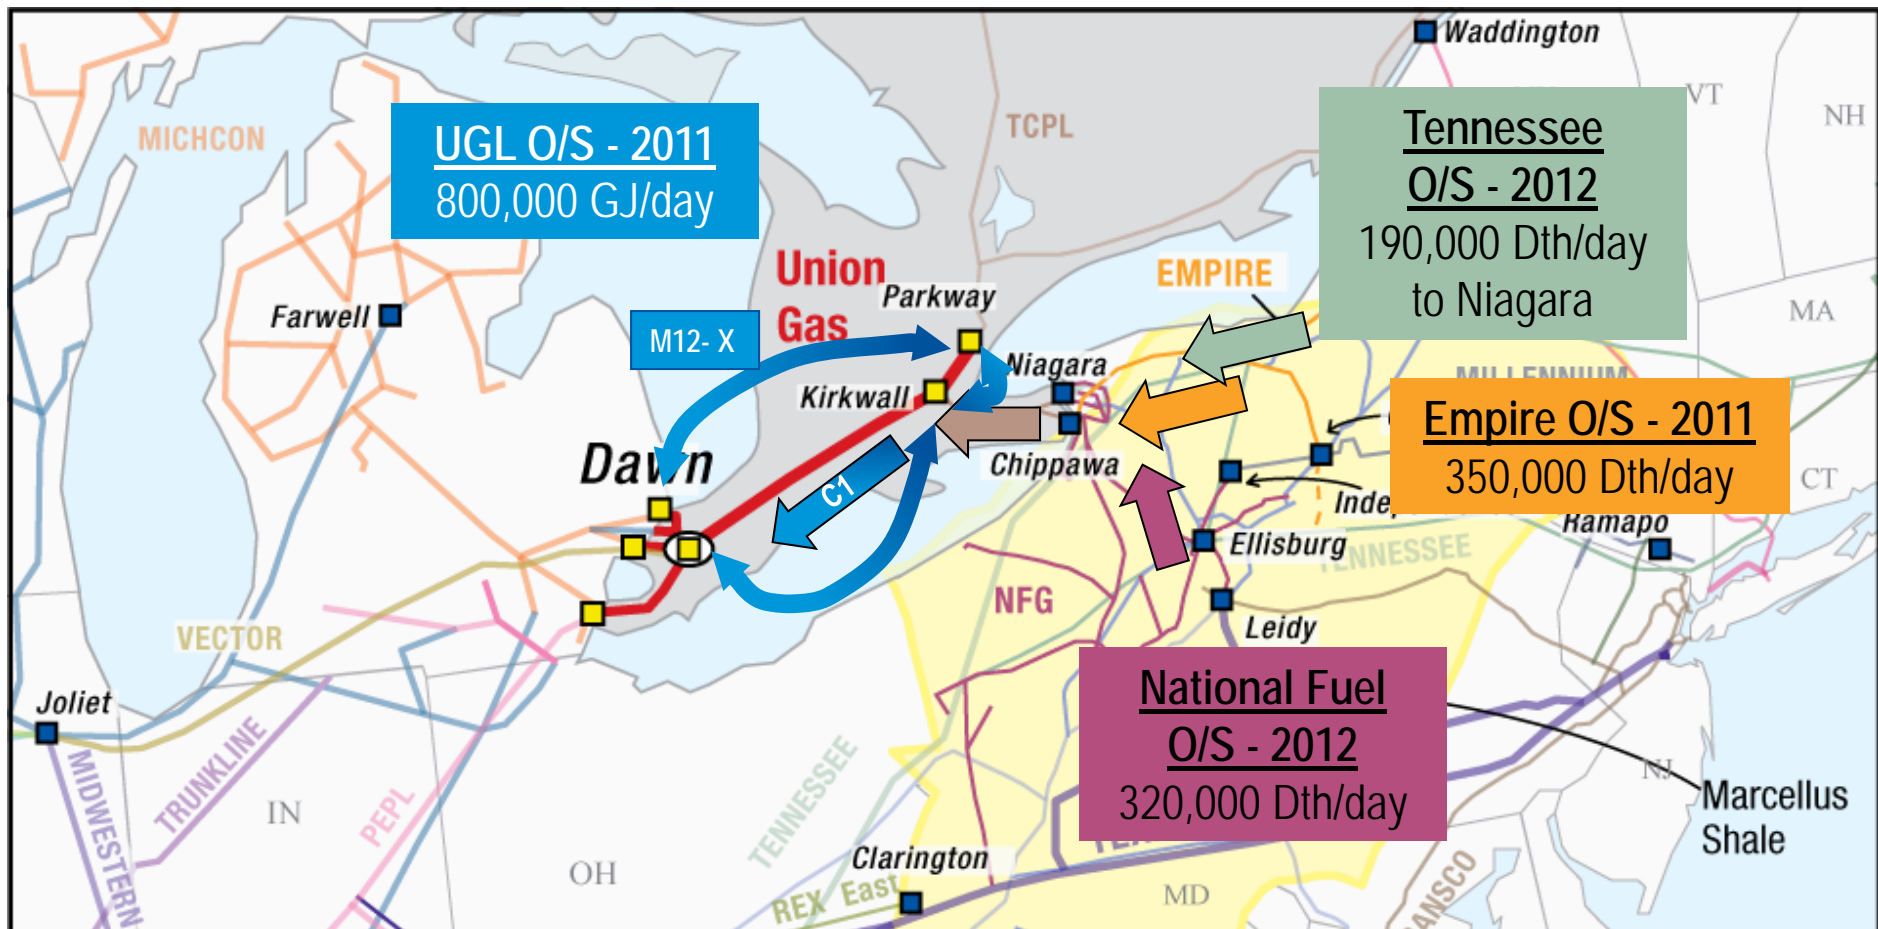 Waddington
VT
NH
MICHCON
TCPL
UGL O/S - 2011
800,000 GJ/day
Tennessee
O/S - 2012
190,000 Dth/day
to Niagara
Union
Gas
Parkway
EMPIRE
MA
Farwell
M12- X
Niagara
Kirkwall
MILLENNIUM
Empire O/S - 2011
350,000 Dth/day
Dawn
Chippawa
C1
CT
Ramapo
Ellisburg
TENNESSEE
NFG
Leidy
VECTOR
National Fuel
O/S - 2012
320,000 Dth/day
Joliet
TRUNKLINE
MIDWESTERN
PEPL
IN
OH
TENNESSEE
NJ
Marcellus
Shale
Clarington
REX East
MD